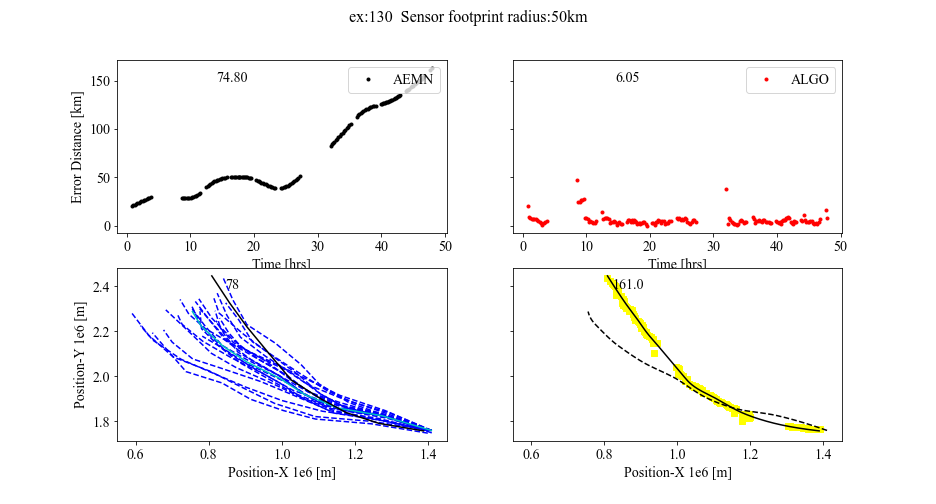 ex:130 Sensor footprint radius:50km
74.80
AEMN
6.05
ALGO
Error Distance [km]
150
100
50
0
0 10 20 30 40 50
Time [hrs]
0 10 20 30 40 50
Time [hrs]
78
161.0
Position-Y 1e6 [m]
2.4
2.2
2.0
1.8
0.6 0.8 1.0 1.2 1.4
Position-X 1e6 [m]
0.6 0.8 1.0 1.2 1.4
Position-X 1e6 [m]